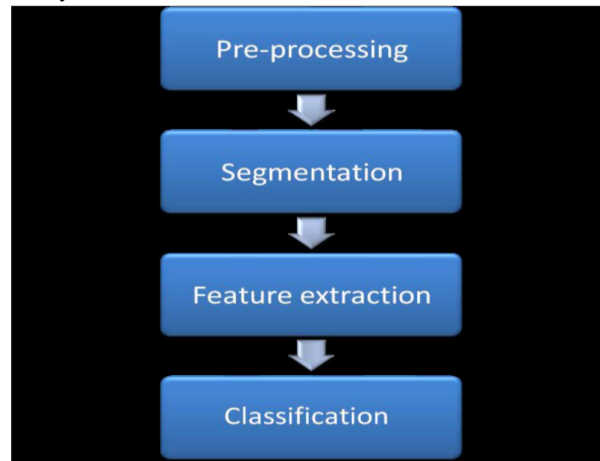 Pre-processing
Segmentation
Feature extraction
Classification